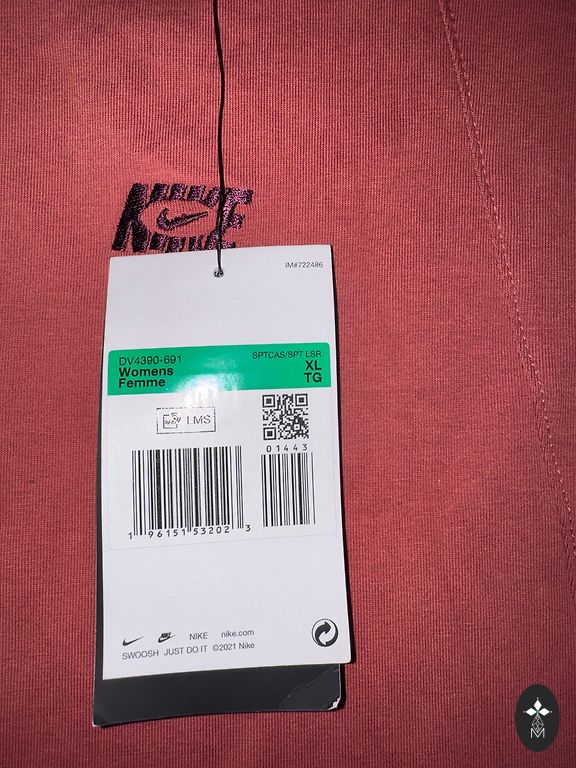 IM#722486
DV4390-691 SPTCAS/SPT LSR
Womens XL
Femme TG
LMS
01443
1 96151 53202 3
NIKE nike.com
SWOOSH JUST DO IT ©2021 Nike
M